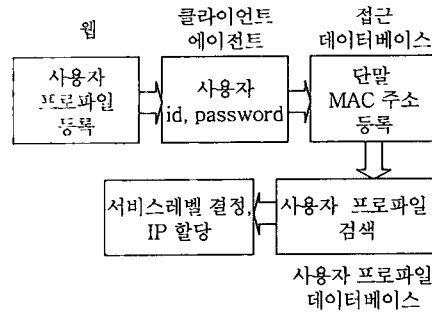 웹
클라이언트
에이전트
접근
데이터베이스
사용자
프로파일
등록
사용자
id, password
단말
MAC 주소
등록
서비스레벨 결정,
IP 할당
사용자 프로파일
검색
사용자 프로파일
데이터베이스